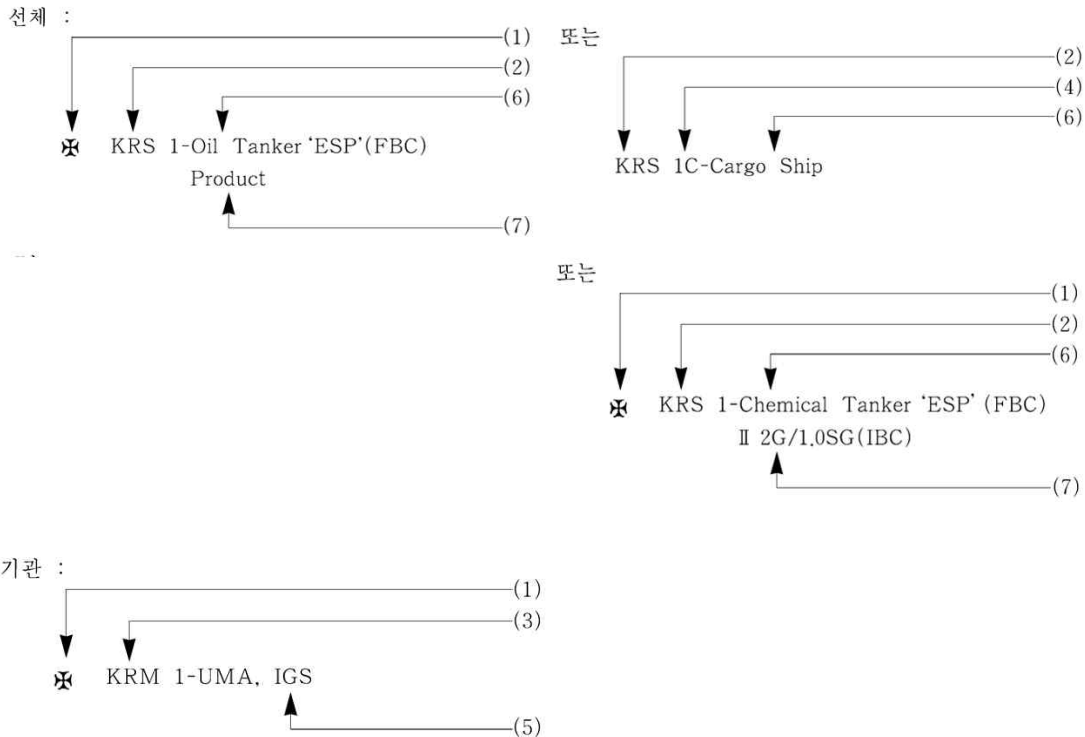 선체 :
(1)
(2)
(6)
✠ KRS 1-Oil Tanker ‘ESP’(FBC)
Product
(7)
또는
(2)
(4)
(6)
KRS 1C-Cargo Ship
또는
(1)
(2)
(6)
✠ KRS 1-Chemical Tanker ‘ESP’ (FBC)
Ⅱ 2G/1.0SG(IBC)
(7)
기관 :
(1)
(3)
✠ KRM 1-UMA, IGS
(5)